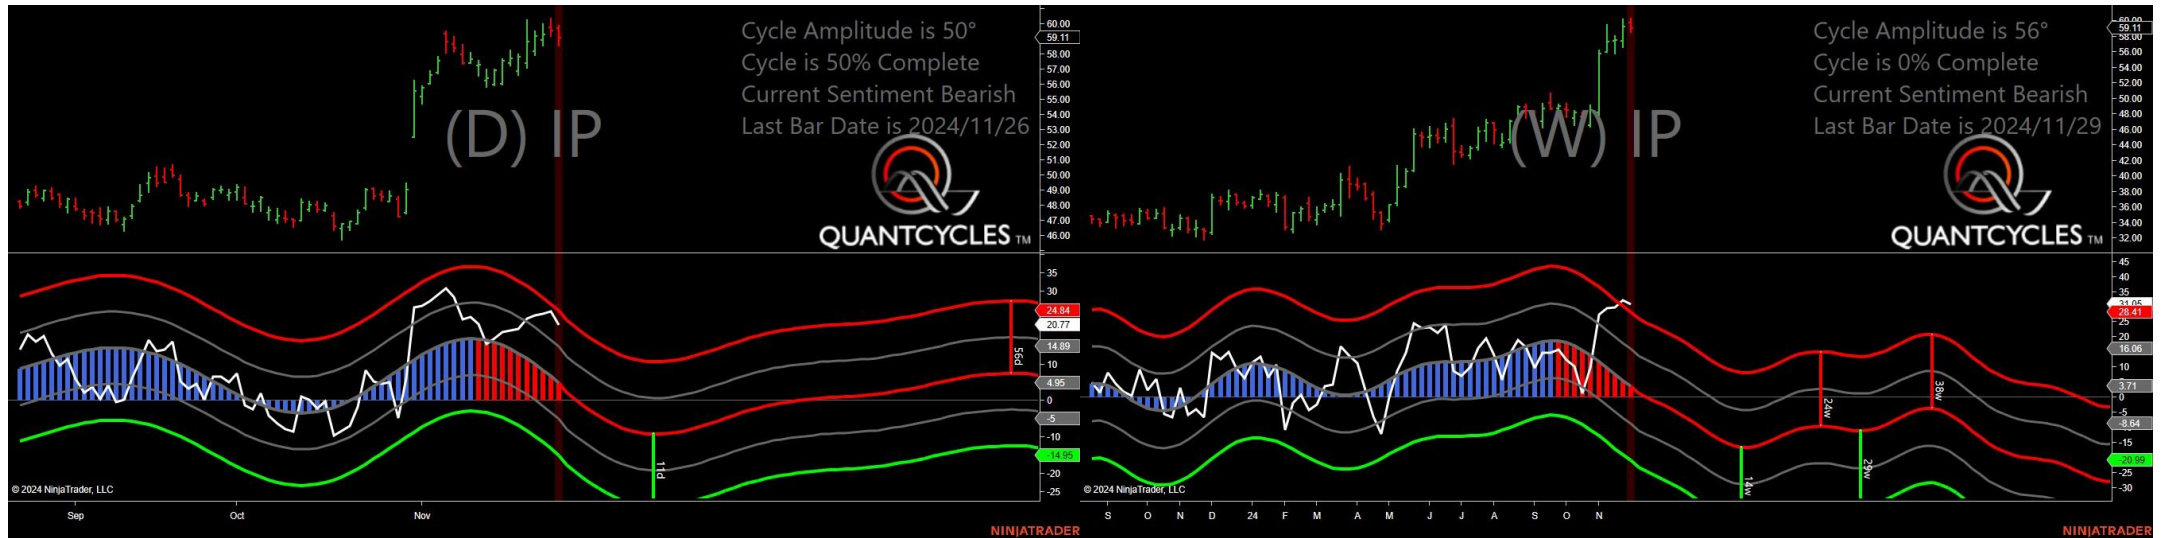 Cycle Amplitude is 50°
Cycle is 50% Complete
Current Sentiment Bearish
Last Bar Date is 2024/11/26
(D) IP
QUANTCYCLES TM
60.00
59.11
58.00
57.00
56.00
55.00
54.00
53.00
52.00
51.00
50.00
49.00
48.00
47.00
46.00
35
30
24.84
20.77
14.89
10
4.95
0
-5
-10
-14.95
-20
-25
56d
11d
© 2024 NinjaTrader, LLC
Sep
Oct
Nov
NINJATRADER
Cycle Amplitude is 56°
Cycle is 0% Complete
Current Sentiment Bearish
Last Bar Date is 2024/11/29
(W) IP
QUANTCYCLES TM
60.00
59.11
58.00
56.00
54.00
52.00
50.00
48.00
46.00
44.00
42.00
40.00
38.00
36.00
34.00
32.00
45
40
35
31.05
28.41
25
20
16.06
10
3.71
0
-5
-8.64
-15
-20.99
-25
-30
24w
38w
14w
29w
© 2024 NinjaTrader, LLC
S
O
N
D
24
F
M
A
M
J
J
A
S
O
N
NINJATRADER